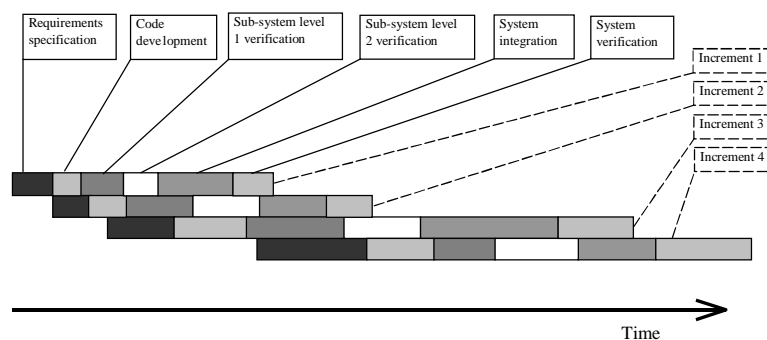 Requirements
specification
Code
development
Sub-system level
1 verification
Sub-system level
2 verification
System
integration
System
verification
Increment 1
Increment 2
Increment 3
Increment 4
Time